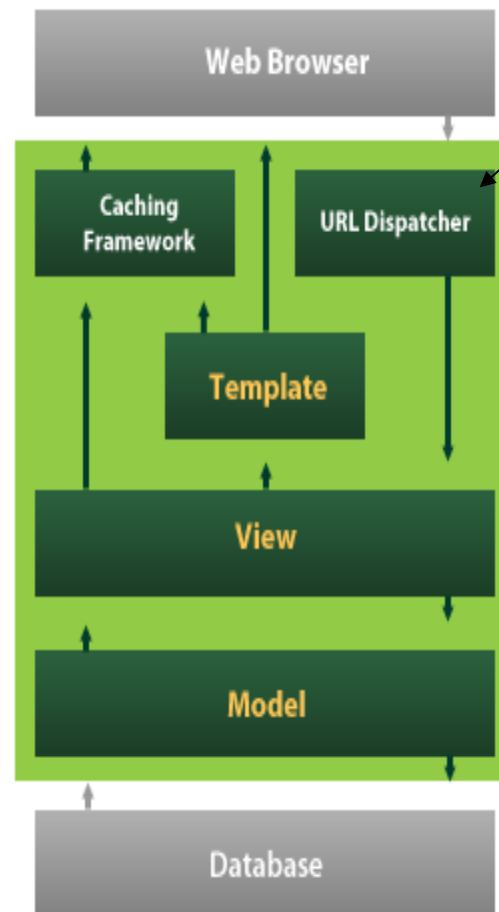 Web Browser
Caching
Framework
URL Dispatcher
Template
View
Model
Database